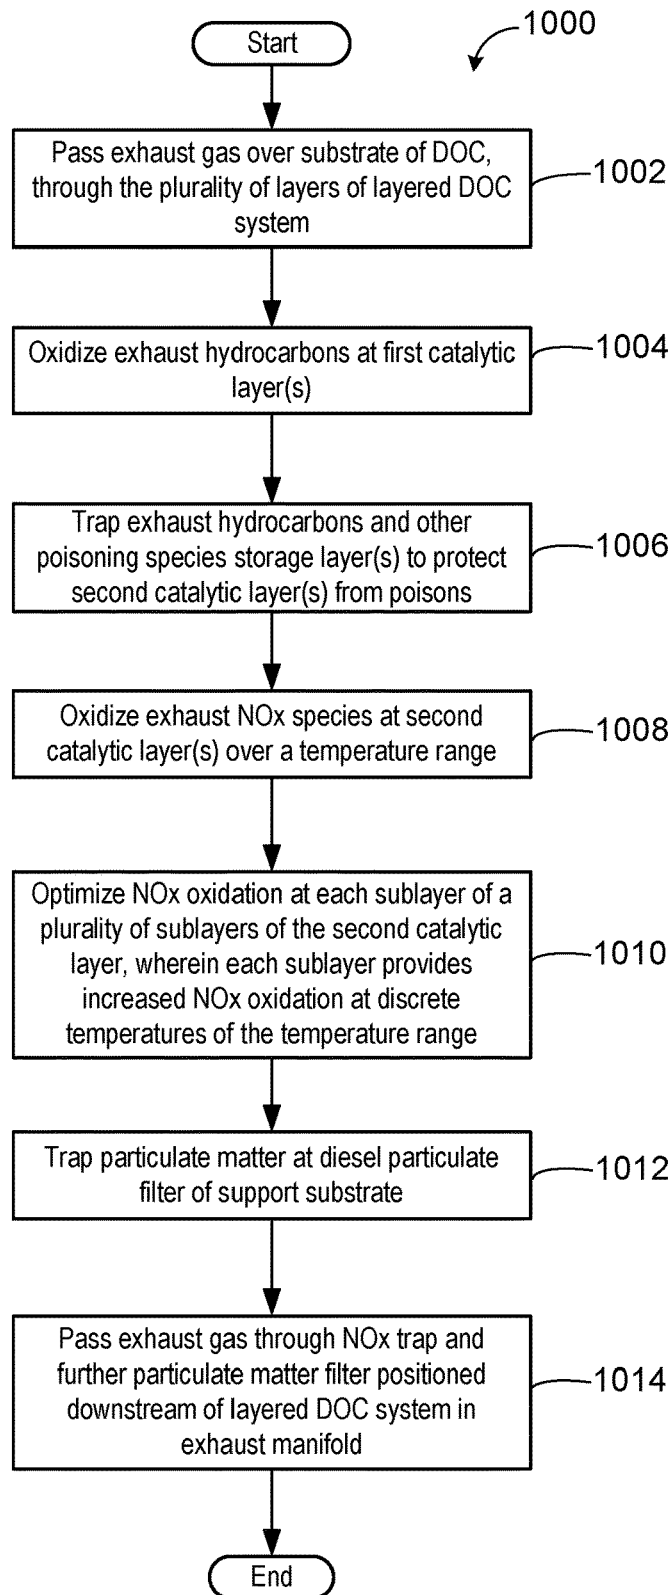 1000
Start
Pass exhaust gas over substrate of DOC,
through the plurality of layers of layered DOC
system
1002
Oxidize exhaust hydrocarbons at first catalytic
layer(s)
1004
Trap exhaust hydrocarbons and other
poisoning species storage layer(s) to protect
second catalytic layer(s) from poisons
1006
Oxidize exhaust NOx species at second
catalytic layer(s) over a temperature range
1008
Optimize NOx oxidation at each sublayer of a
plurality of sublayers of the second catalytic
layer, wherein each sublayer provides
increased NOx oxidation at discrete
temperatures of the temperature range
1010
Trap particulate matter at diesel particulate
filter of support substrate
1012
Pass exhaust gas through NOx trap and
further particulate matter filter positioned
downstream of layered DOC system in
exhaust manifold
1014
End